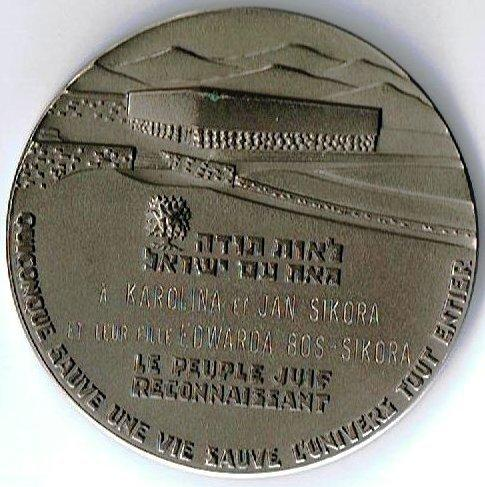 לאות תודה
מאת עם ישראל
A KAROLINA et JAN SIKORA
ET LEUR FILLE EDWARDA BOS-SIKORA
LE PEUPLE JUIF
RECONNAISSANT
QUICONQUE SAUVE UNE VIE SAUVE L'UNIVERS TOUT ENTIER